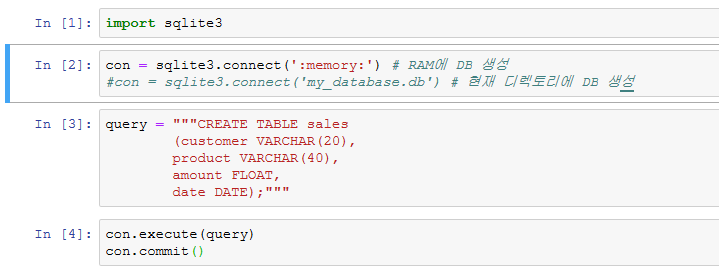 In [1]: import sqlite3
In [2]: con = sqlite3.connect(':memory:') # RAM에 DB 생성
#con = sqlite3.connect('my_database.db') # 현재 디렉토리에 DB 생성
In [3]: query = """CREATE TABLE sales
(customer VARCHAR(20),
product VARCHAR(40),
amount FLOAT,
date DATE);"""
In [4]: con.execute(query)
con.commit()